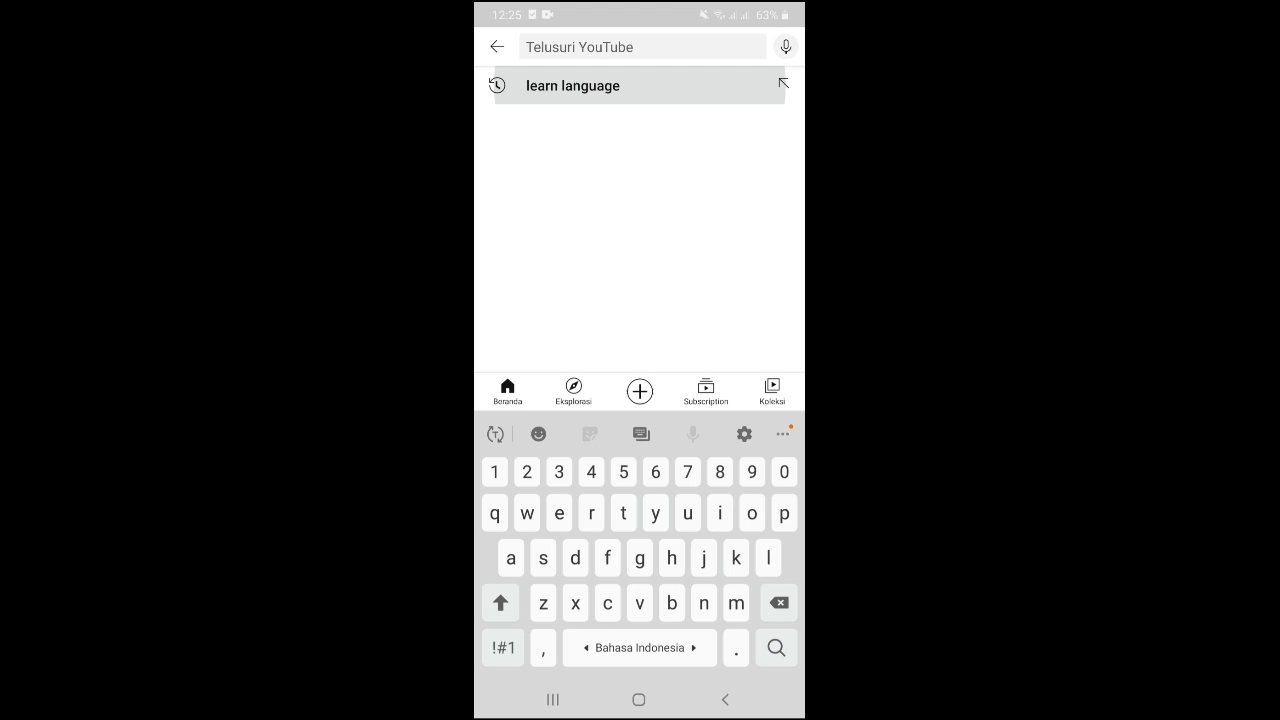 12:25 63%
Telusuri YouTube
learn language
Beranda Eksplorasi Subscription Koleksi
1 2 3 4 5 6 7 8 9 0
q w e r t y u i o p
a s d f g h j k l
z x c v b n m
!#1 , Bahasa Indonesia .